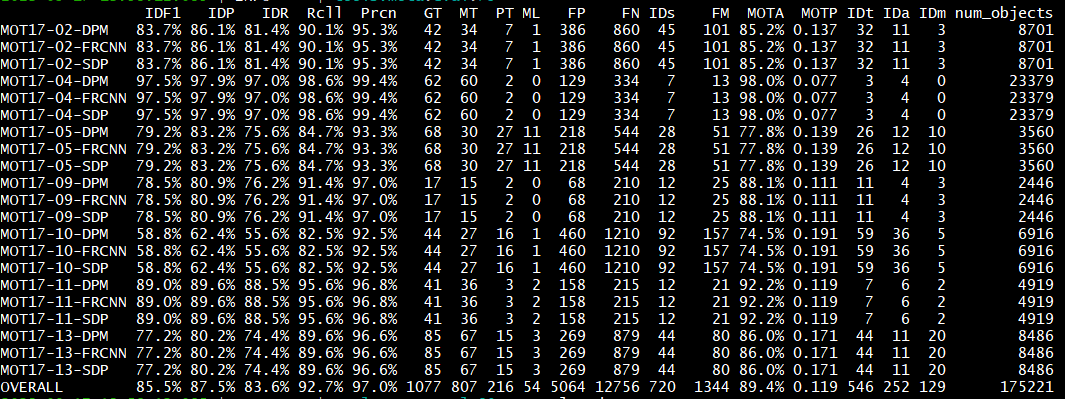 IDF1 IDP IDR Rcll Prcn GT MT PT ML FP FN IDs FM MOTA MOTP IDt IDa IDm num_objects
MOT17-02-DPM 83.7% 86.1% 81.4% 90.1% 95.3% 42 34 7 1 386 860 45 101 85.2% 0.137 32 11 3 8701
MOT17-02-FRCNN 83.7% 86.1% 81.4% 90.1% 95.3% 42 34 7 1 386 860 45 101 85.2% 0.137 32 11 3 8701
MOT17-02-SDP 83.7% 86.1% 81.4% 90.1% 95.3% 42 34 7 1 386 860 45 101 85.2% 0.137 32 11 3 8701
MOT17-04-DPM 97.5% 97.9% 97.0% 98.6% 99.4% 62 60 2 0 129 334 7 13 98.0% 0.077 3 4 0 23379
MOT17-04-FRCNN 97.5% 97.9% 97.0% 98.6% 99.4% 62 60 2 0 129 334 7 13 98.0% 0.077 3 4 0 23379
MOT17-04-SDP 97.5% 97.9% 97.0% 98.6% 99.4% 62 60 2 0 129 334 7 13 98.0% 0.077 3 4 0 23379
MOT17-05-DPM 79.2% 83.2% 75.6% 84.7% 93.3% 68 30 27 11 218 544 28 51 77.8% 0.139 26 12 10 3560
MOT17-05-FRCNN 79.2% 83.2% 75.6% 84.7% 93.3% 68 30 27 11 218 544 28 51 77.8% 0.139 26 12 10 3560
MOT17-05-SDP 79.2% 83.2% 75.6% 84.7% 93.3% 68 30 27 11 218 544 28 51 77.8% 0.139 26 12 10 3560
MOT17-09-DPM 78.5% 80.9% 76.2% 91.4% 97.0% 17 15 2 0 68 210 12 25 88.1% 0.111 11 4 3 2446
MOT17-09-FRCNN 78.5% 80.9% 76.2% 91.4% 97.0% 17 15 2 0 68 210 12 25 88.1% 0.111 11 4 3 2446
MOT17-09-SDP 78.5% 80.9% 76.2% 91.4% 97.0% 17 15 2 0 68 210 12 25 88.1% 0.111 11 4 3 2446
MOT17-10-DPM 58.8% 62.4% 55.6% 82.5% 92.5% 44 27 16 1 460 1210 92 157 74.5% 0.191 59 36 5 6916
MOT17-10-FRCNN 58.8% 62.4% 55.6% 82.5% 92.5% 44 27 16 1 460 1210 92 157 74.5% 0.191 59 36 5 6916
MOT17-10-SDP 58.8% 62.4% 55.6% 82.5% 92.5% 44 27 16 1 460 1210 92 157 74.5% 0.191 59 36 5 6916
MOT17-11-DPM 89.0% 89.6% 88.5% 95.6% 96.8% 41 36 3 2 158 215 12 21 92.2% 0.119 7 6 2 4919
MOT17-11-FRCNN 89.0% 89.6% 88.5% 95.6% 96.8% 41 36 3 2 158 215 12 21 92.2% 0.119 7 6 2 4919
MOT17-11-SDP 89.0% 89.6% 88.5% 95.6% 96.8% 41 36 3 2 158 215 12 21 92.2% 0.119 7 6 2 4919
MOT17-13-DPM 77.2% 80.2% 74.4% 89.6% 96.6% 85 67 15 3 269 879 44 80 86.0% 0.171 44 11 20 8486
MOT17-13-FRCNN 77.2% 80.2% 74.4% 89.6% 96.6% 85 67 15 3 269 879 44 80 86.0% 0.171 44 11 20 8486
MOT17-13-SDP 77.2% 80.2% 74.4% 89.6% 96.6% 85 67 15 3 269 879 44 80 86.0% 0.171 44 11 20 8486
OVERALL 85.5% 87.5% 83.6% 92.7% 97.0% 1077 807 216 54 5064 12756 720 1344 89.4% 0.119 546 252 129 175221